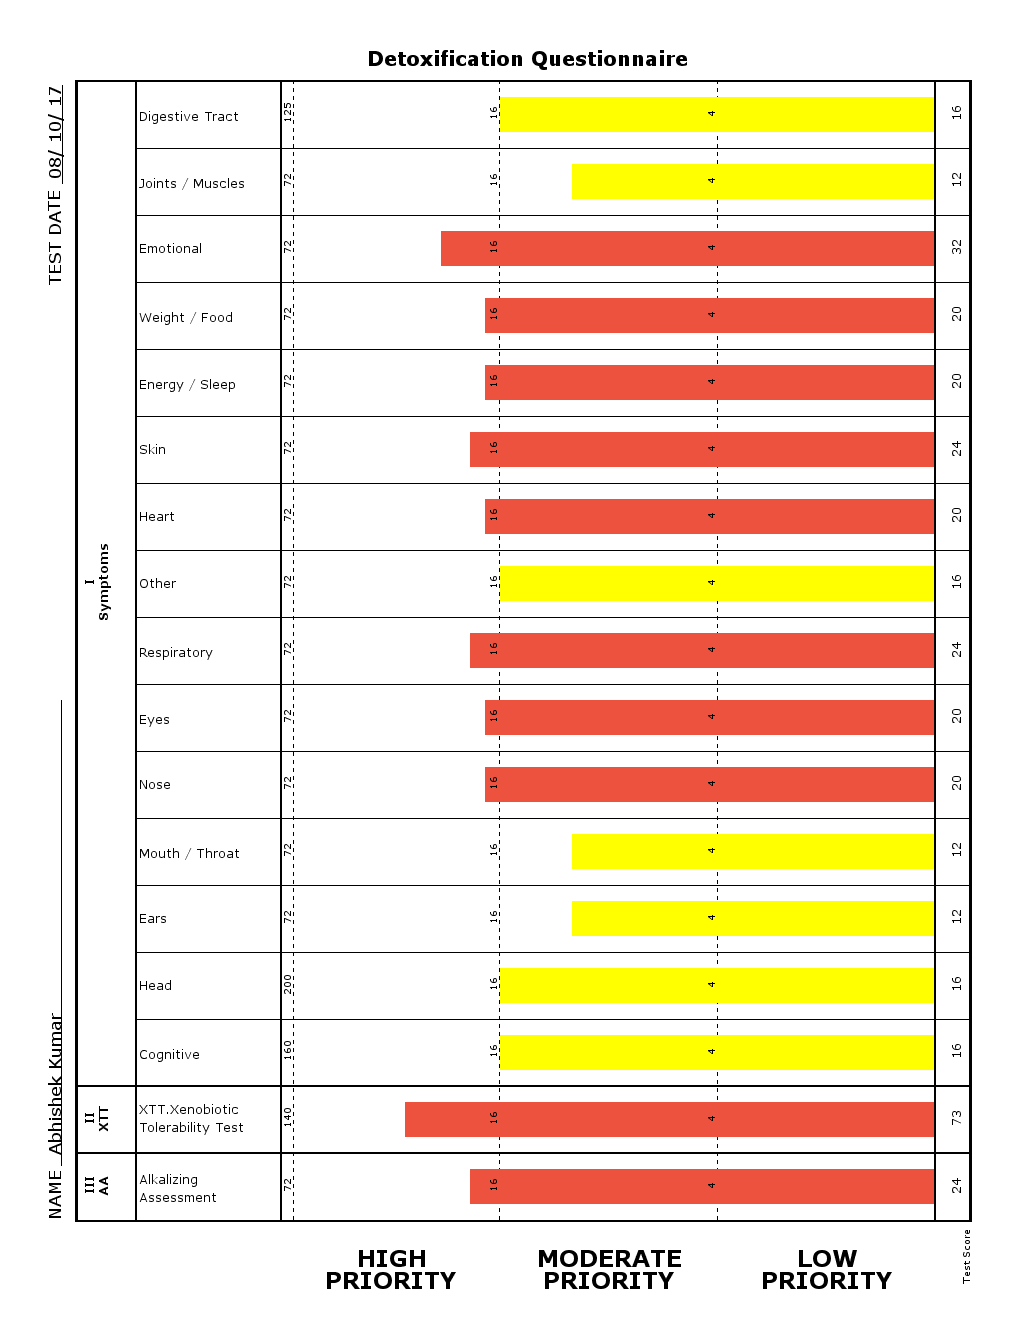 Detoxification Questionnaire
TEST DATE 08/ 10/ 17
NAME Abhishek Kumar
I
Symptoms
Digestive Tract 125 16 4 16
Joints / Muscles 72 16 4 12
Emotional 72 16 4 32
Weight / Food 72 16 4 20
Energy / Sleep 72 16 4 20
Skin 72 16 4 24
Heart 72 16 4 20
Other 72 16 4 16
Respiratory 72 16 4 24
Eyes 72 16 4 20
Nose 72 16 4 20
Mouth / Throat 72 16 4 12
Ears 72 16 4 12
Head 200 16 4 16
Cognitive 160 16 4 16
II
XTT
XTT.Xenobiotic
Tolerability Test 140 16 4 73
III
AA
Alkalizing
Assessment 72 16 4 24
HIGH
PRIORITY
MODERATE
PRIORITY
LOW
PRIORITY
Test Score